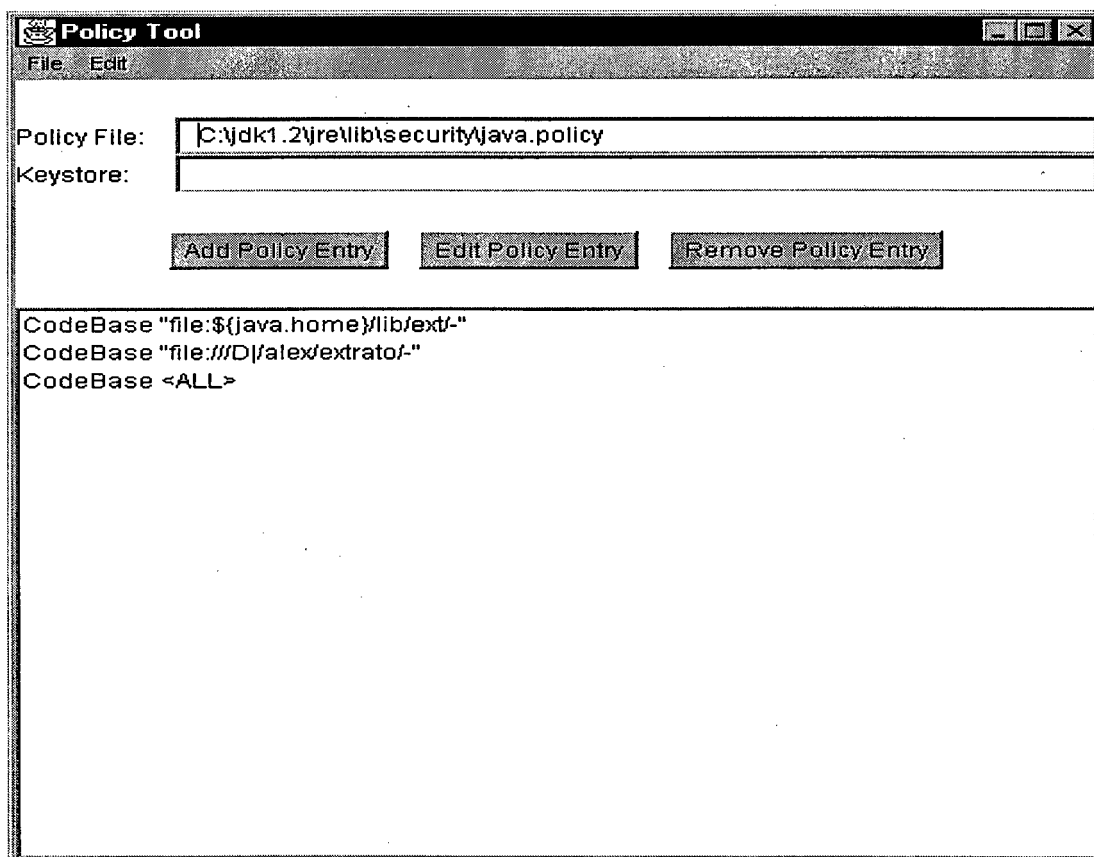 Policy Tool
File Edit
Policy File: C:\jdk1.2\jre\lib\security\java.policy
Keystore:
Add Policy Entry Edit Policy Entry Remove Policy Entry
CodeBase "file:${java.home}/lib/ext/-"
CodeBase "file:///D|/alex/extrato/-"
CodeBase <ALL>